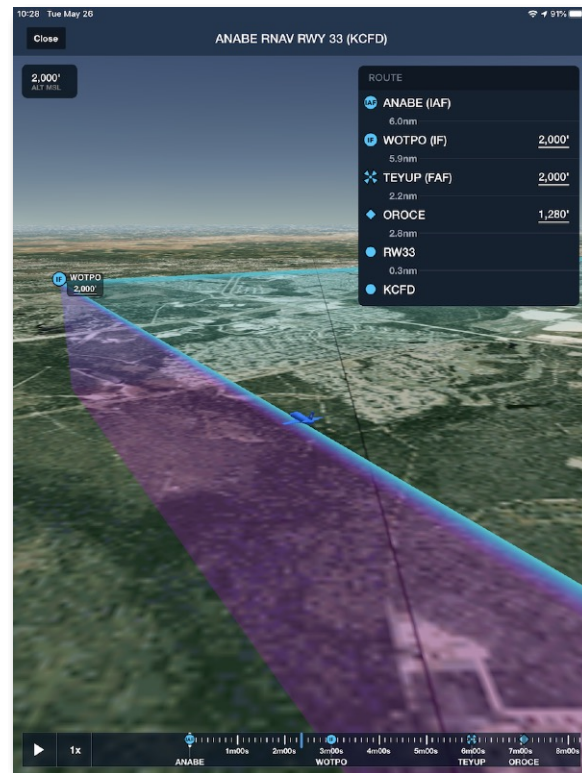 10:28 Tue May 26
91%
Close
ANABE RNAV RWY 33 (KCFD)
2,000'
ALT MSL
ROUTE
IAF ANABE (IAF)
6.0nm
IF WOTPO (IF) 2,000'
5.9nm
TEYUP (FAF) 2,000'
2.2nm
OROCE 1,280'
2.8nm
RW33
0.3nm
KCFD
IF WOTPO
2,000'
1x
IAF IF
1m00s 2m00s 3m00s 4m00s 5m00s 6m00s 7m00s 8m00s
ANABE WOTPO TEYUP OROCE